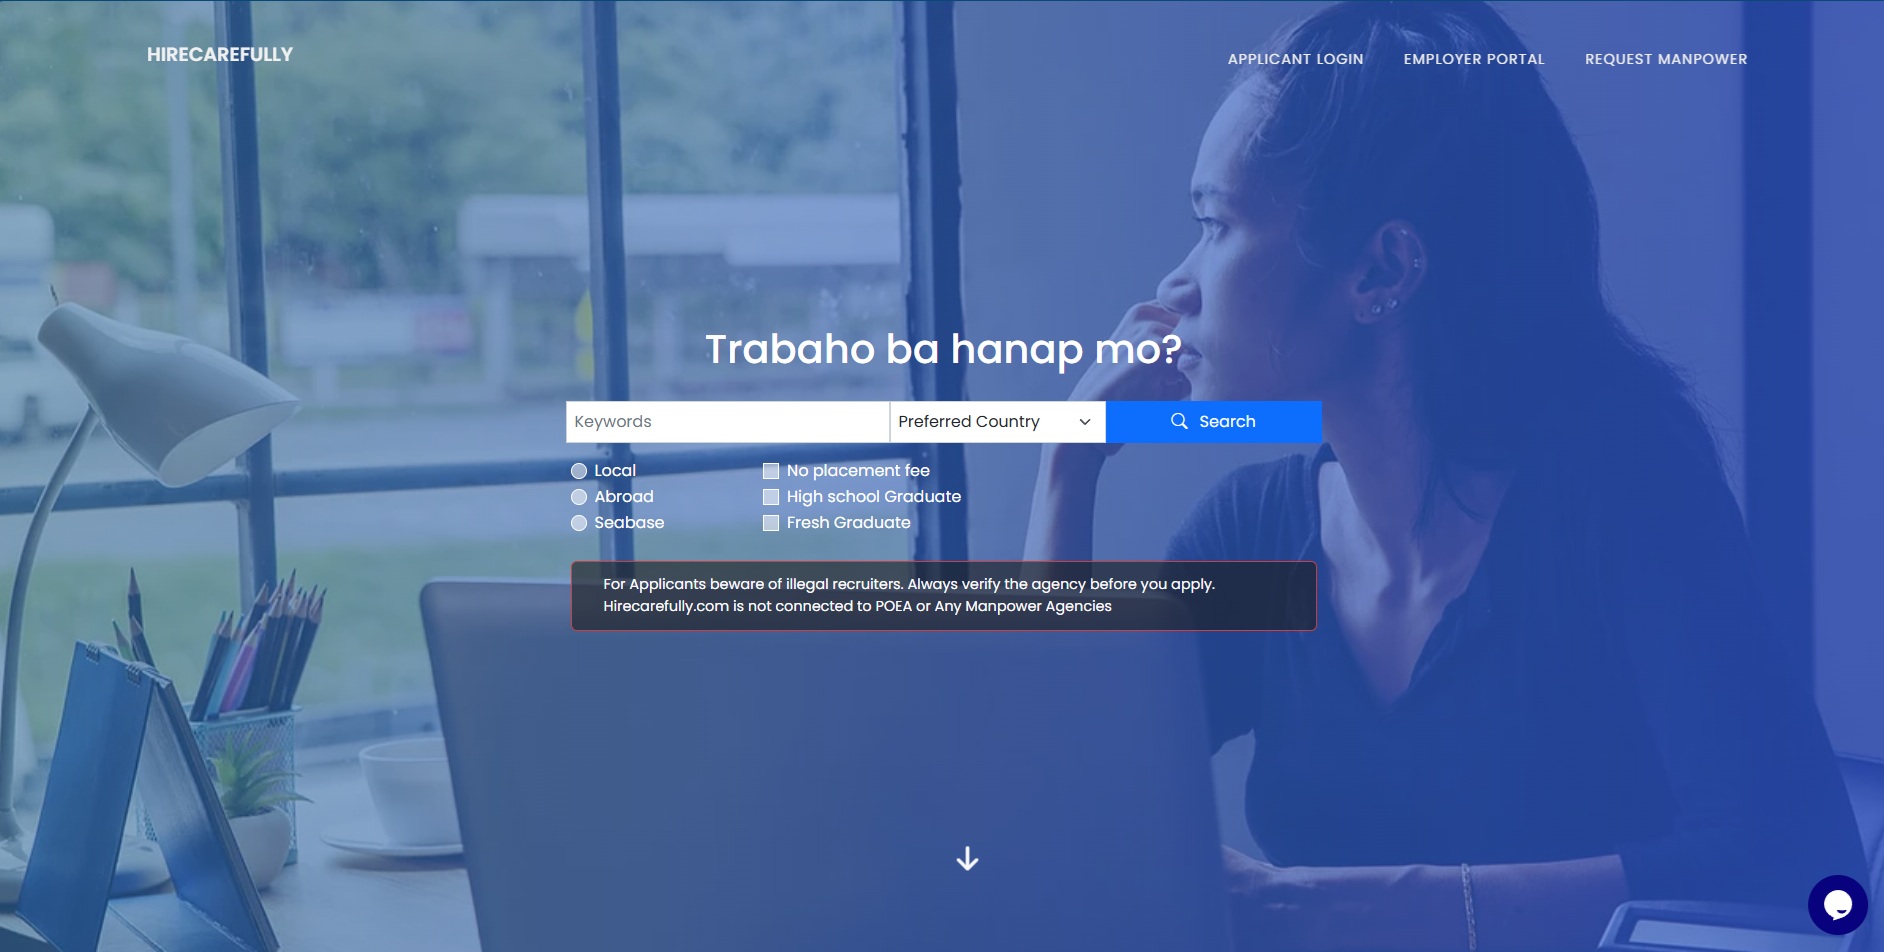 HIRECAREFULLY
APPLICANT LOGIN
EMPLOYER PORTAL
REQUEST MANPOWER
Trabaho ba hanap mo?
Keywords
Preferred Country
Search
Local
Abroad
Seabase
No placement fee
High school Graduate
Fresh Graduate
For Applicants beware of illegal recruiters. Always verify the agency before you apply.
Hirecarefully.com is not connected to POEA or Any Manpower Agencies